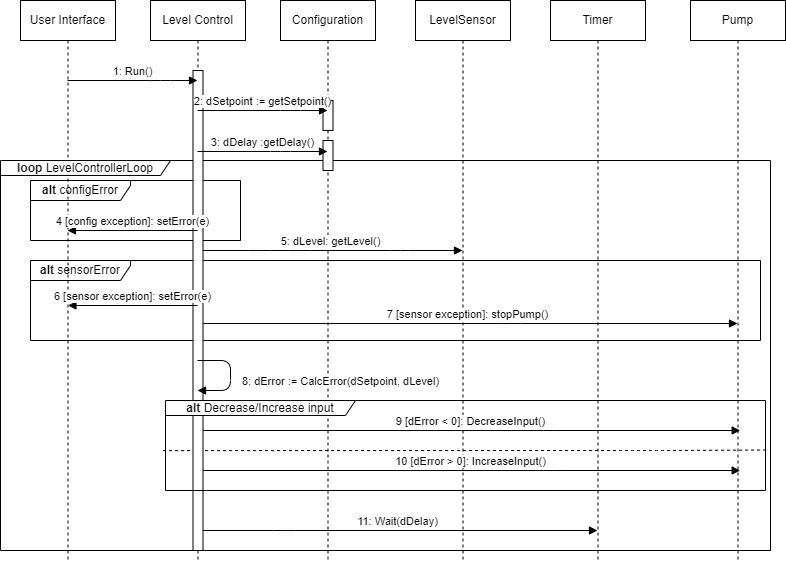 User Interface
Level Control
Configuration
LevelSensor
Timer
Pump
1: Run()
2: dSetpoint := getSetpoint()
3: dDelay :getDelay()
loop LevelControllerLoop
alt configError
4 [config exception]: setError(e)
5: dLevel: getLevel()
alt sensorError
6 [sensor exception]: setError(e)
7 [sensor exception]: stopPump()
8: dError := CalcError(dSetpoint, dLevel)
alt Decrease/Increase input
9 [dError < 0]: DecreaseInput()
10 [dError > 0]: IncreaseInput()
11: Wait(dDelay)